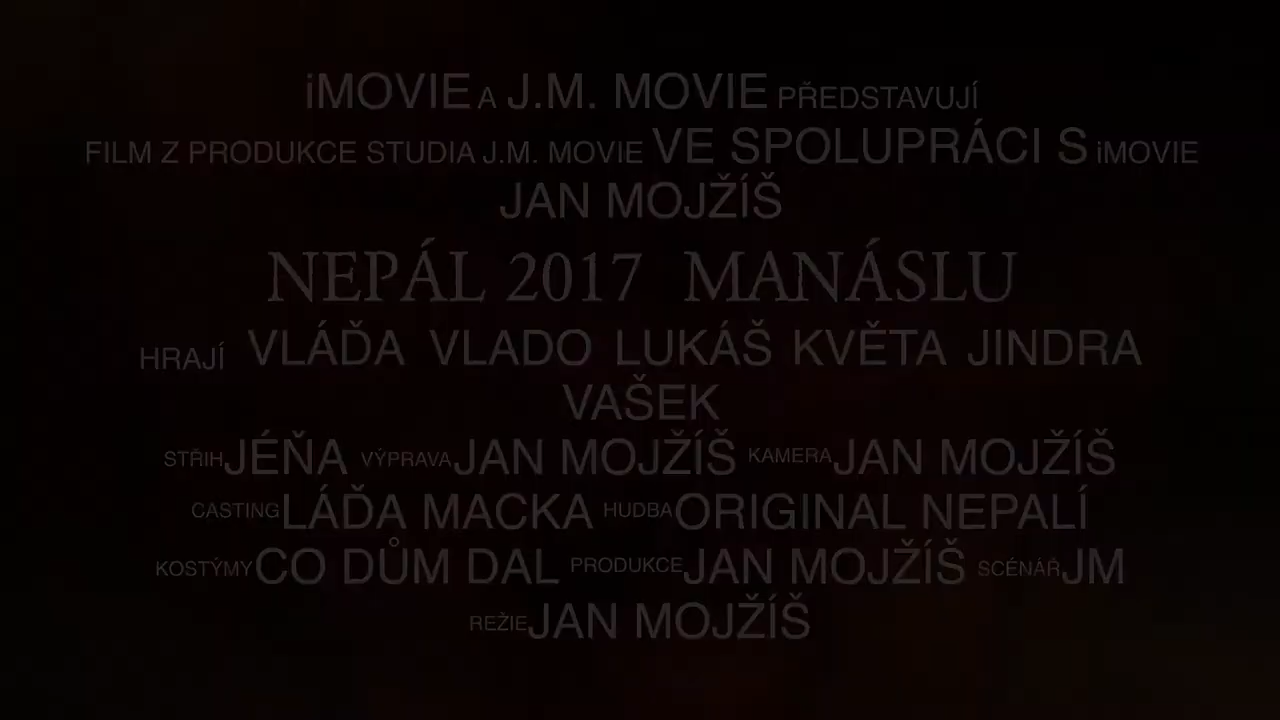 iMOVIE A J.M. MOVIE PŘEDSTAVUJÍ
FILM Z PRODUKCE STUDIA J.M. MOVIE VE SPOLUPRÁCI S iMOVIE
JAN MOJŽÍŠ
NEPÁL 2017 MANÁSLU
HRAJÍ VLÁĎA VLADO LUKÁŠ KVĚTA JINDRA
VAŠEK
STŘIH JÉŇA VÝPRAVA JAN MOJŽÍŠ KAMERA JAN MOJŽÍŠ
CASTING LÁĎA MACKA HUDBA ORIGINAL NEPALÍ
KOSTÝMY CO DŮM DAL PRODUKCE JAN MOJŽÍŠ SCÉNÁŘ JM
REŽIE JAN MOJŽÍŠ